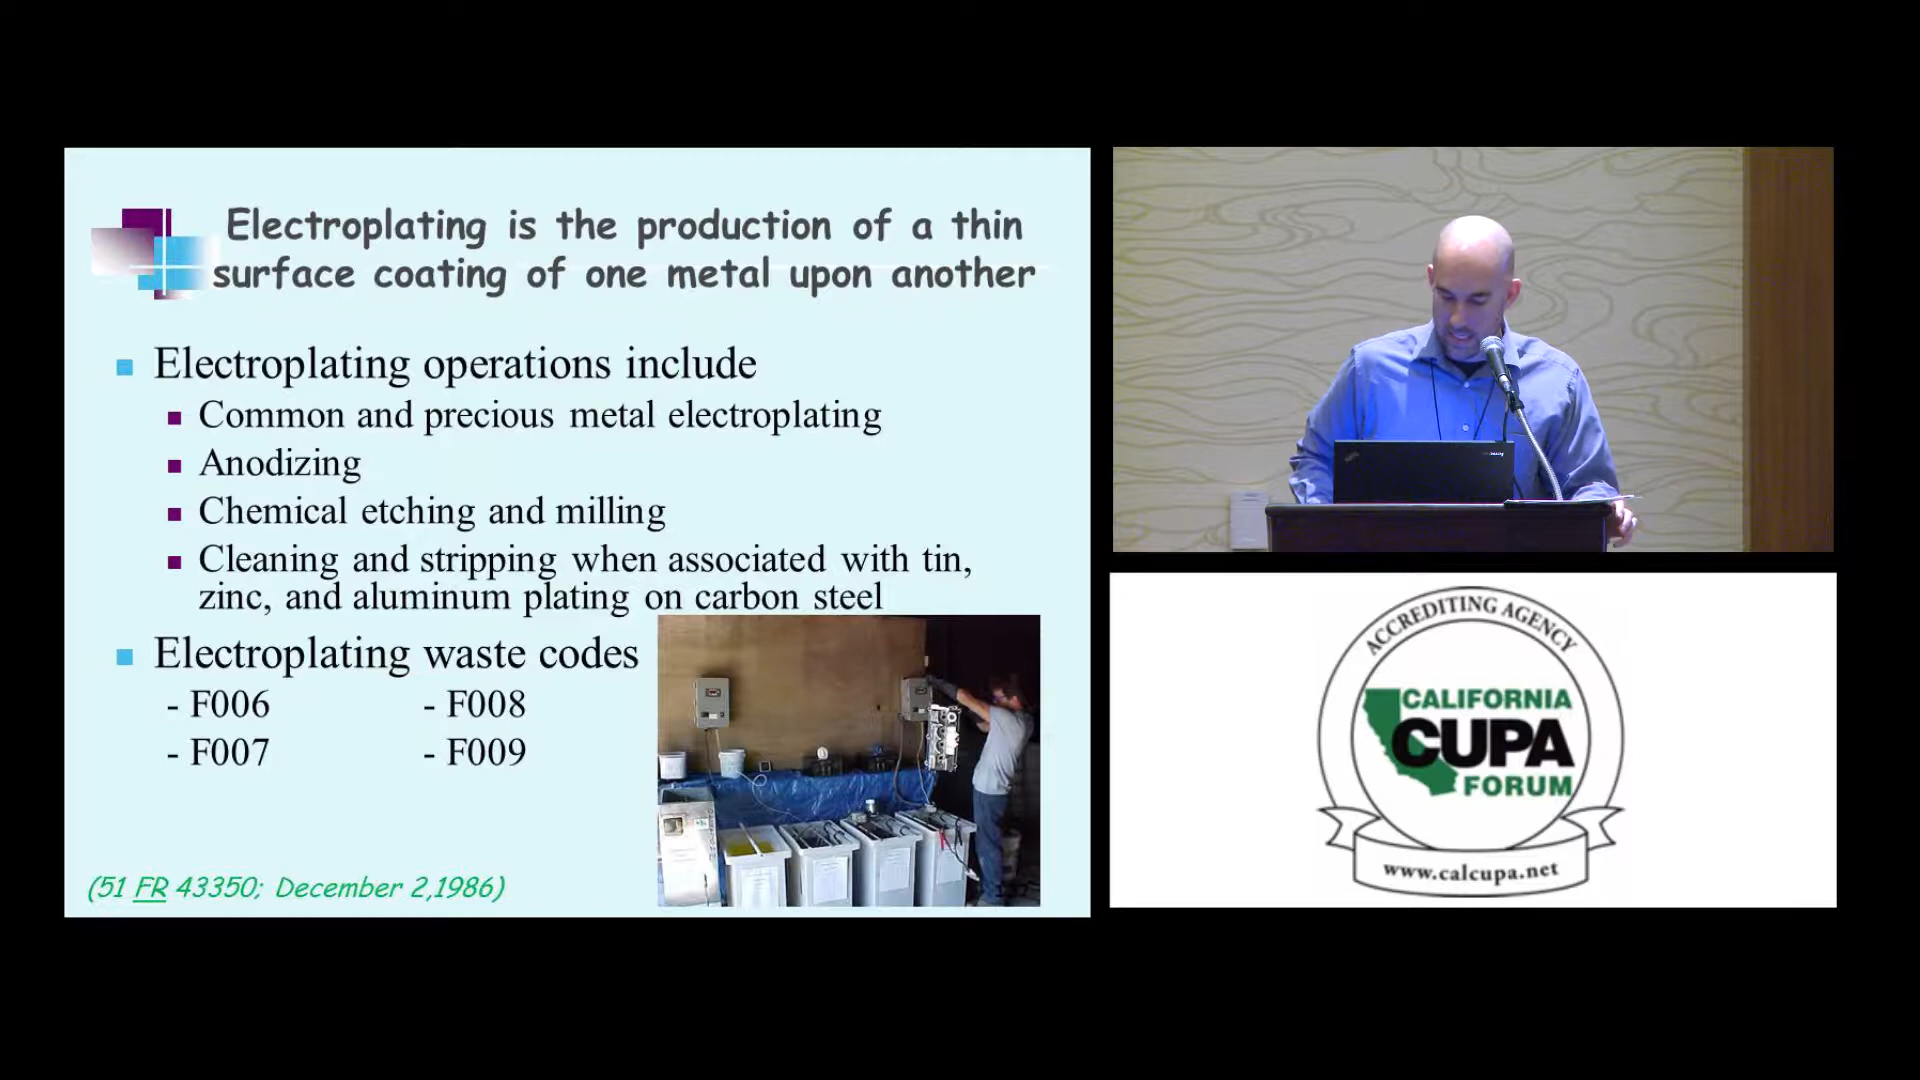 Electroplating is the production of a thin
surface coating of one metal upon another
Electroplating operations include
Common and precious metal electroplating
Anodizing
Chemical etching and milling
Cleaning and stripping when associated with tin,
zinc, and aluminum plating on carbon steel
Electroplating waste codes
- F006
- F008
- F007
- F009
(51 FR 43350; December 2,1986)
ACCREDITING AGENCY
CALIFORNIA
CUPA
FORUM
www.calcupa.net